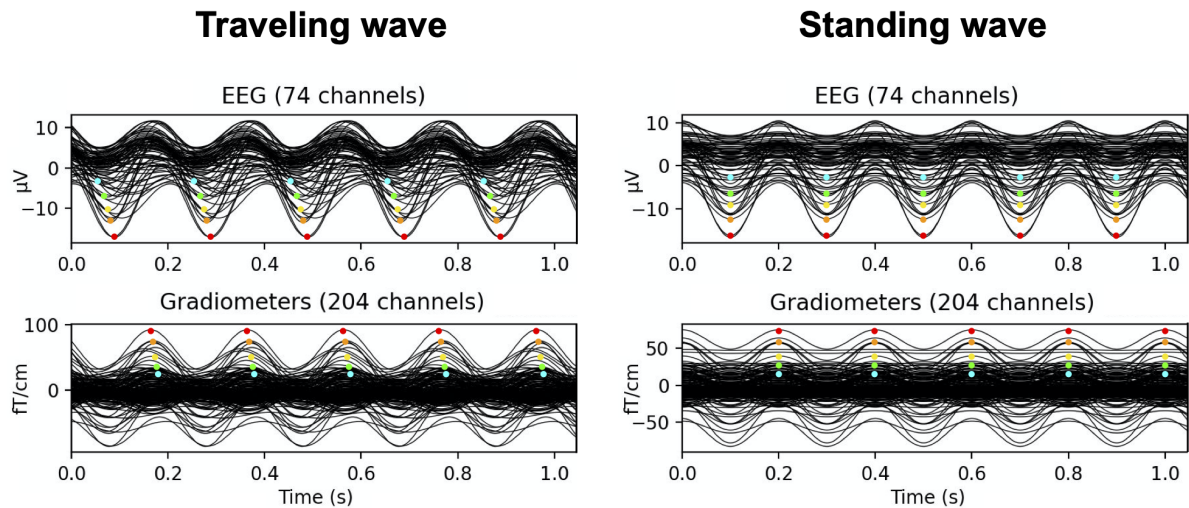 Traveling wave
EEG (74 channels)
10
0
−10
µV
0.0 0.2 0.4 0.6 0.8 1.0
Gradiometers (204 channels)
100
0
fT/cm
0.0 0.2 0.4 0.6 0.8 1.0
Time (s)
Standing wave
EEG (74 channels)
10
0
−10
µV
0.0 0.2 0.4 0.6 0.8 1.0
Gradiometers (204 channels)
50
0
−50
fT/cm
0.0 0.2 0.4 0.6 0.8 1.0
Time (s)